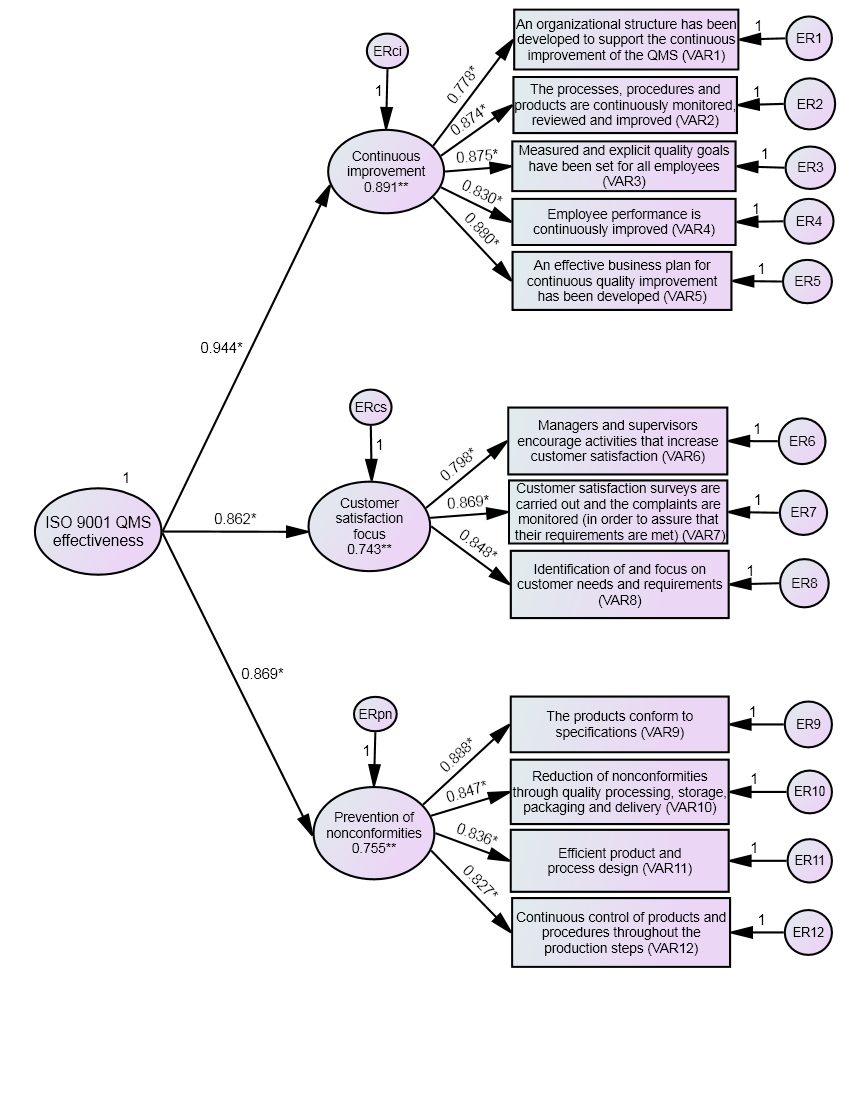 An organizational structure has been
developed to support the continuous
improvement of the QMS (VAR1)
1
ER1
ERci
1
0.778*
The processes, procedures and
products are continuously monitored,
reviewed and improved (VAR2)
1
ER2
0.874*
Continuous
improvement
0.891**
0.875*
Measured and explicit quality goals
have been set for all employees
(VAR3)
1
ER3
0.830*
Employee performance is
continuously improved (VAR4)
1
ER4
0.880*
An effective business plan for
continuous quality improvement
has been developed (VAR5)
1
ER5
0.944*
ERcs
1
0.798*
Managers and supervisors
encourage activities that increase
customer satisfaction (VAR6)
1
ER6
1
ISO 9001 QMS
effectiveness
0.862*
Customer
satisfaction
focus
0.743**
0.869*
Customer satisfaction surveys are
carried out and the complaints are
monitored (in order to assure that
their requirements are met) (VAR7)
1
ER7
0.848*
Identification of and focus on
customer needs and requirements
(VAR8)
1
ER8
0.869*
ERpn
1
0.888*
The products conform to
specifications (VAR9)
1
ER9
Prevention of
nonconformities
0.755**
0.847*
Reduction of nonconformities
through quality processing, storage,
packaging and delivery (VAR10)
1
ER10
0.836*
Efficient product and
process design (VAR11)
1
ER11
0.827*
Continuous control of products and
procedures throughout the
production steps (VAR12)
1
ER12